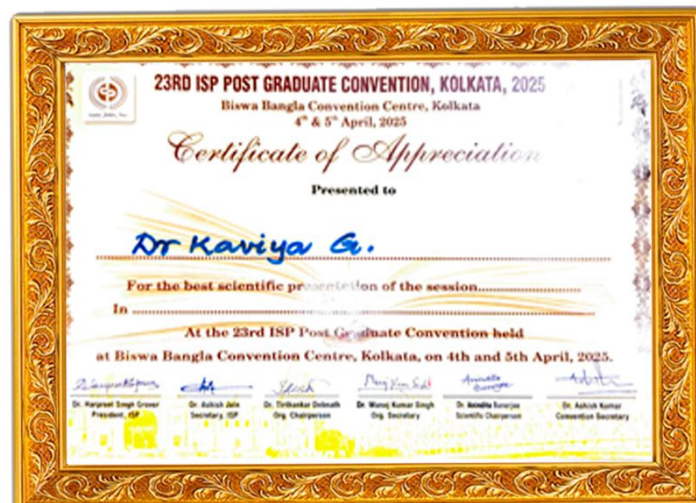 23RD ISP POST GRADUATE CONVENTION, KOLKATA, 2025
Biswa Bangla Convention Centre, Kolkata
4th & 5th April, 2025
Certificate of Appreciation
Presented to
Dr Kaviya G.
For the best scientific presentation of the session
In
At the 23rd ISP Post Graduate Convention held
at Biswa Bangla Convention Centre, Kolkata, on 4th and 5th April, 2025.
Dr. Harpreet Singh Grover
President, ISP
Dr. Ashish Jain
Secretary, ISP
Dr. Tirthankar Debnath
Org. Chairperson
Dr. Manoj Kumar Singh
Org. Secretary
Dr. Anindita Banerjee
Scientific Chairperson
Dr. Ashish Kumar
Convention Secretary